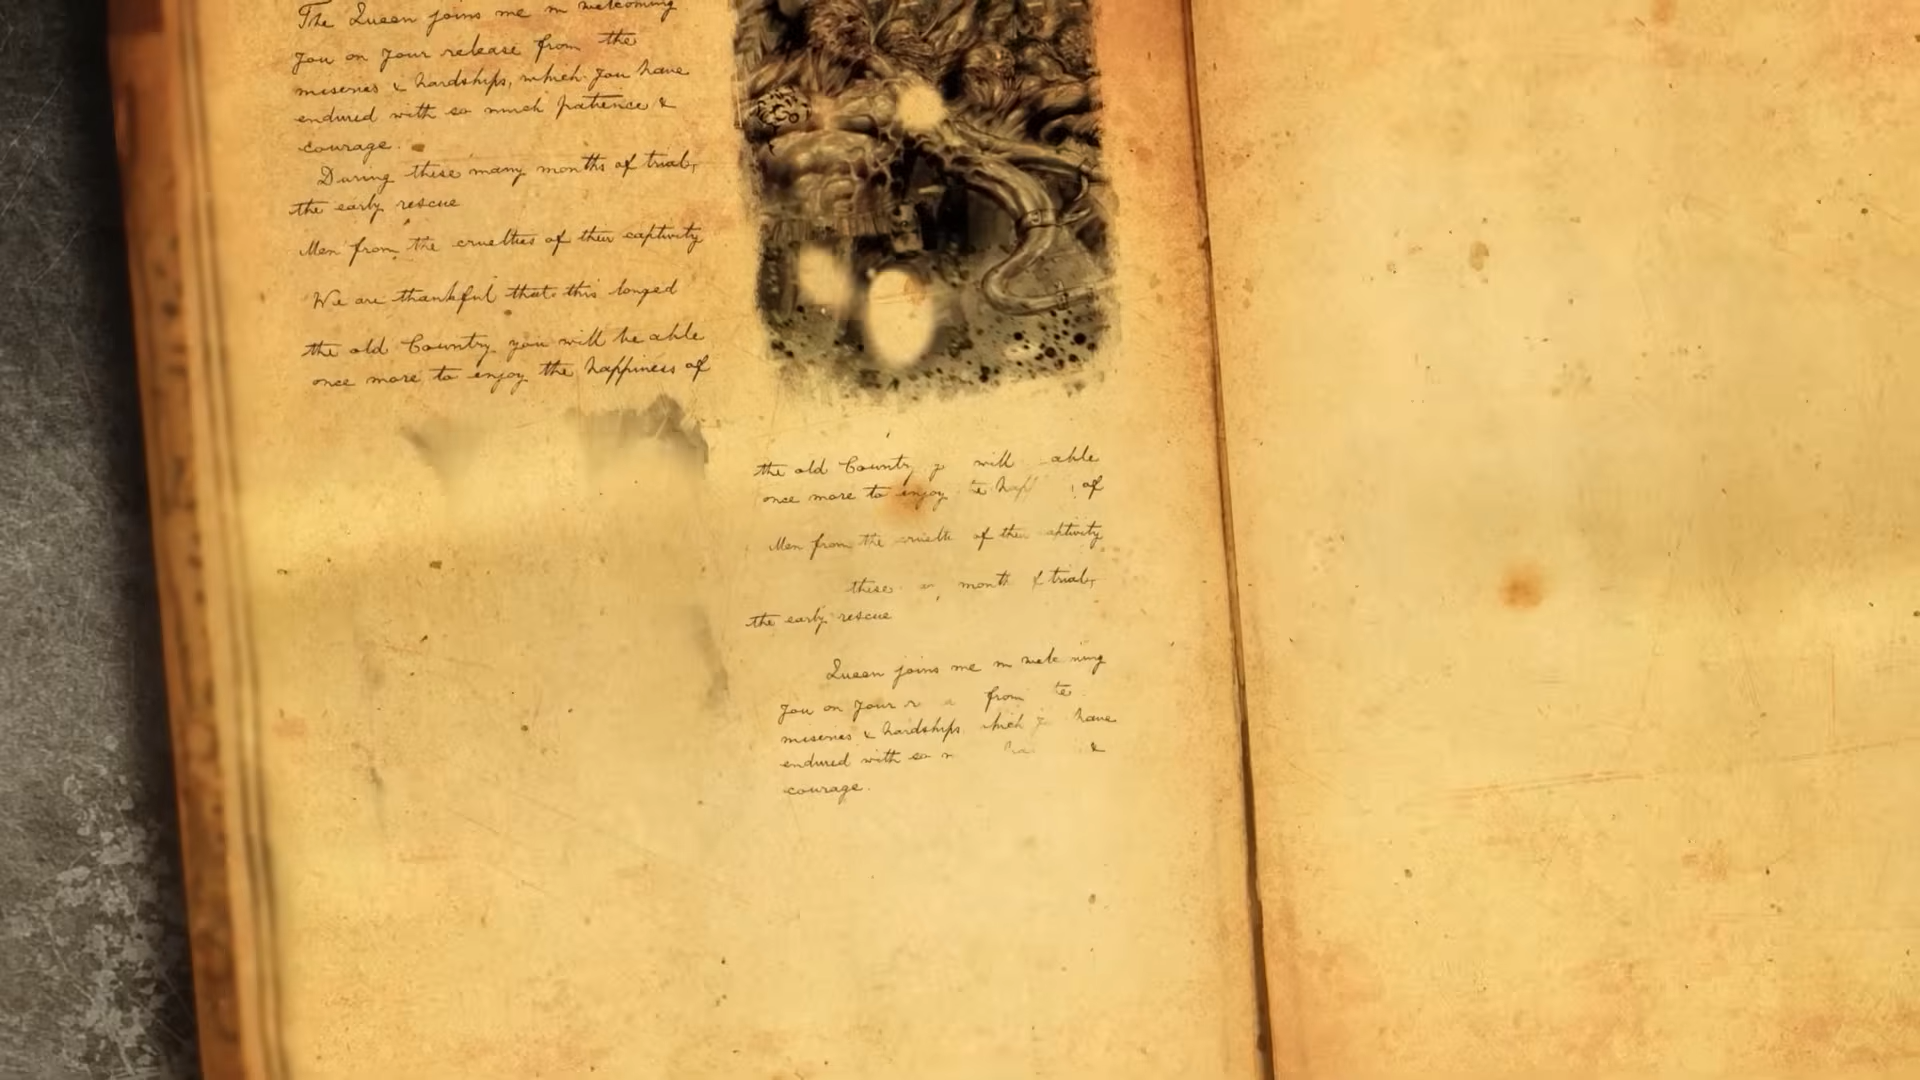 The Queen joins me in welcoming
you on your release from the
miseries & hardships, which you have
endured with so much patience &
courage.
During these many months of trial,
the early rescue
Men from the cruelties of their captivity
We are thankful that this longed
the old Country you will be able
once more to enjoy the happiness of
the old Country y will able
once more to enjoy of
Men from the of
these month trial,
the early rescue
Queen joins me in
you on your from
miseries & hardships, have
endured with so &
courage.